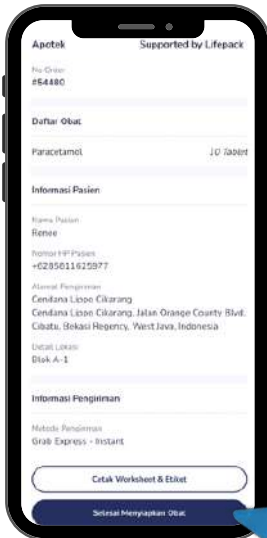 Apotek Supported by Lifepack
No Order
#54480
Daftar Obat
Paracetamol 10 Tablet
Informasi Pasien
Nama Pasien
Renee
Nomor HP Pasien
+6285811625977
Alamat Pengiriman
Cendana Lippo Cikarang
Cendana Lippo Cikarang, Jalan Orange County Blvd.
Cibatu, Bekasi Regency, West Java, Indonesia
Detail Lokasi
Blok A-1
Informasi Pengiriman
Metode Pengiriman
Grab Express - Instant
Cetak Worksheet & Etiket
Selesai Menyiapkan Obat